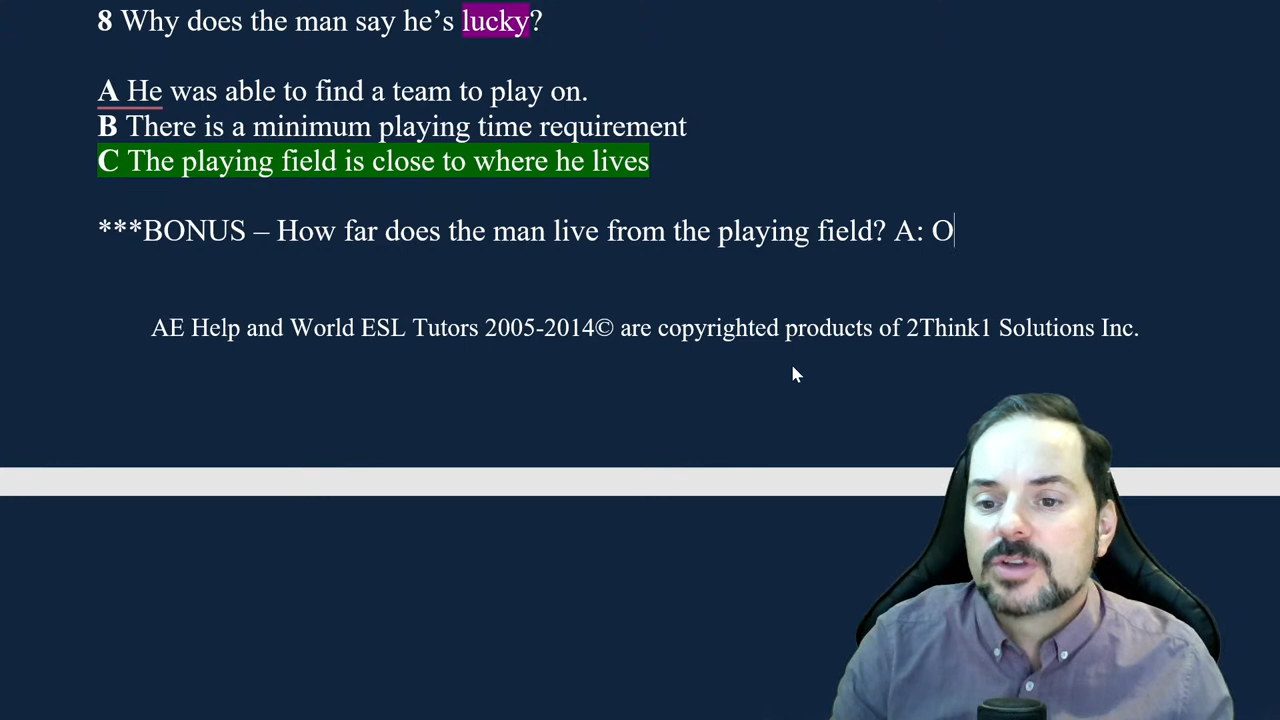 8 Why does the man say he's lucky?
A He was able to find a team to play on.
B There is a minimum playing time requirement
C The playing field is close to where he lives
***BONUS – How far does the man live from the playing field? A: O
AE Help and World ESL Tutors 2005-2014© are copyrighted products of 2Think1 Solutions Inc.